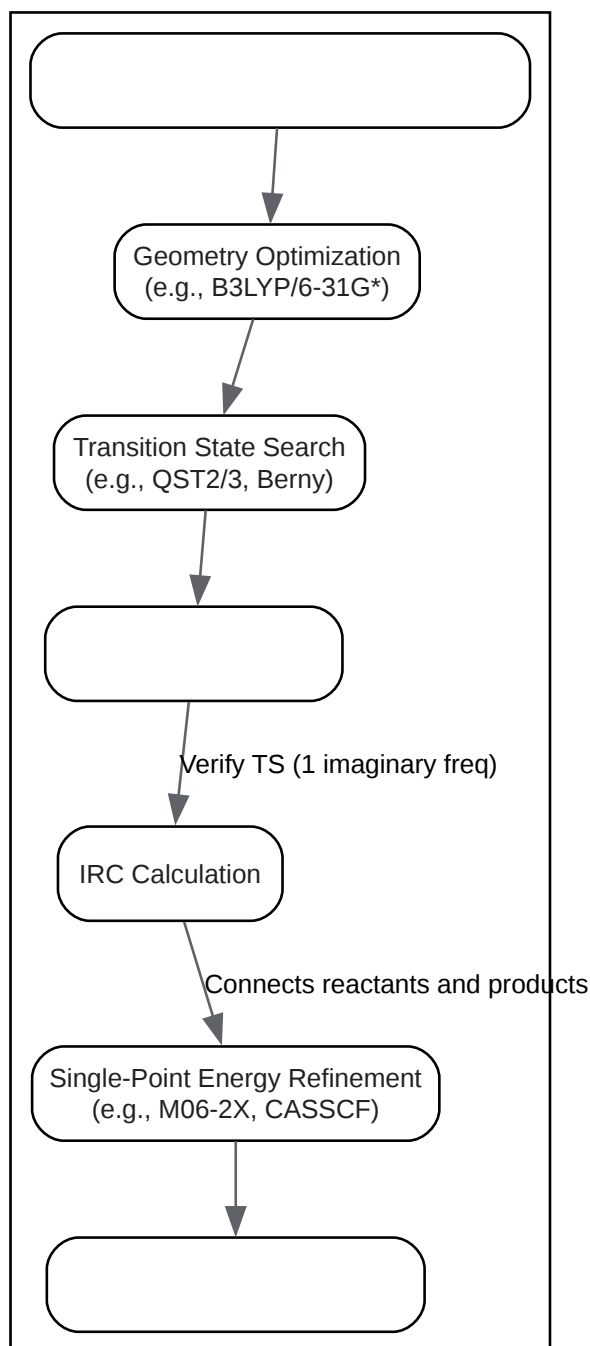 Geometry Optimization
(e.g., B3LYP/6-31G*)
Transition State Search
(e.g., QST2/3, Berny)
Verify TS (1 imaginary freq)
IRC Calculation
Connects reactants and products
Single-Point Energy Refinement
(e.g., M06-2X, CASSCF)